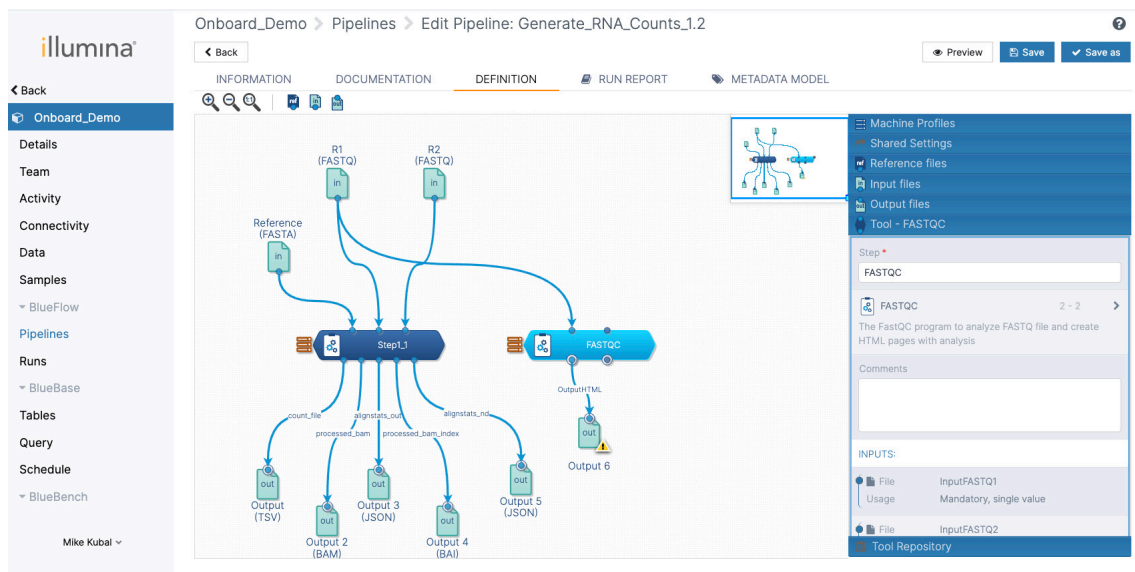 illumina®
Onboard_Demo > Pipelines > Edit Pipeline: Generate_RNA_Counts_1.2
Back
Preview
Save
Save as
INFORMATION
DOCUMENTATION
DEFINITION
RUN REPORT
METADATA MODEL
Back
Onboard_Demo
Details
Team
Activity
Connectivity
Data
Samples
BlueFlow
Pipelines
Runs
BlueBase
Tables
Query
Schedule
BlueBench
Mike Kubal
1:1
ref
in
out
R1
(FASTQ)
in
R2
(FASTQ)
in
Reference
(FASTA)
in
Step1_1
FASTQC
count_file
alignstats_out
alignstats_nd
processed_bam
processed_bam_index
OutputHTML
out
Output
(TSV)
out
Output 2
(BAM)
out
Output 3
(JSON)
out
Output 4
(BAI)
out
Output 5
(JSON)
out
Output 6
Machine Profiles
Shared Settings
ref
Reference files
Input files
Output files
Tool - FASTQC
Step *
FASTQC
FASTQC
2 - 2
The FastQC program to analyze FASTQ file and create
HTML pages with analysis
Comments
INPUTS:
File InputFASTQ1
Usage Mandatory, single value
File InputFASTQ2
Tool Repository